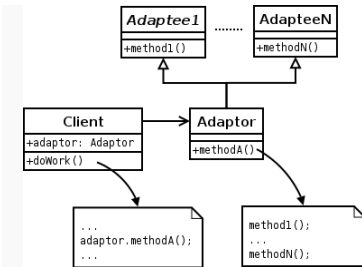 Adaptee1
AdapteeN
........
+method1()
+methodN()
Client
+adaptor: Adaptor
+doWork()
Adaptor
+methodA()
...
adaptor.methodA();
...
method1();
...
methodN();